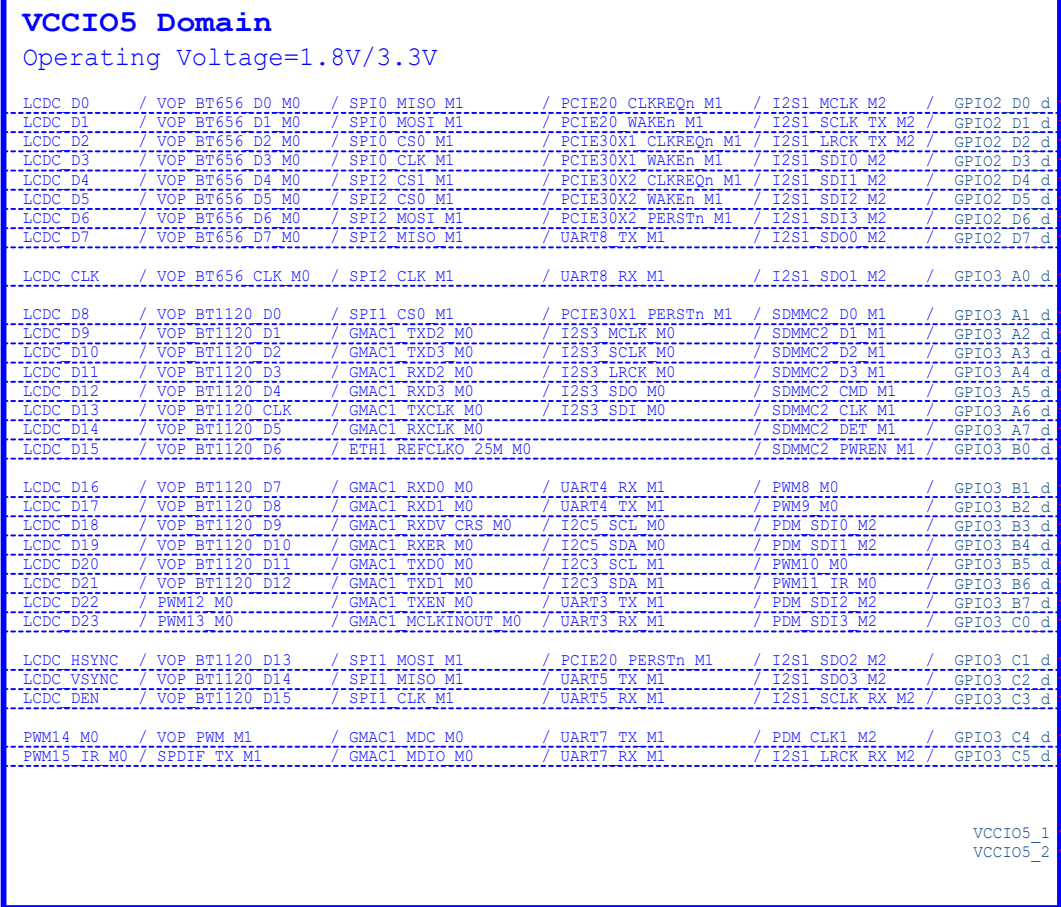 VCCIO5 Domain
Operating Voltage=1.8V/3.3V
LCDC_D0 / VOP_BT656_D0_M0 / SPI0_MISO_M1 / PCIE20_CLKREQn_M1 / I2S1_MCLK_M2 / GPIO2_D0_d
LCDC_D1 / VOP_BT656_D1_M0 / SPI0_MOSI_M1 / PCIE20_WAKEn_M1 / I2S1_SCLK_TX_M2 / GPIO2_D1_d
LCDC_D2 / VOP_BT656_D2_M0 / SPI0_CS0_M1 / PCIE30X1_CLKREQn_M1 / I2S1_LRCK_TX_M2 / GPIO2_D2_d
LCDC_D3 / VOP_BT656_D3_M0 / SPI0_CLK_M1 / PCIE30X1_WAKEn_M1 / I2S1_SDI0_M2 / GPIO2_D3_d
LCDC_D4 / VOP_BT656_D4_M0 / SPI2_CS1_M1 / PCIE30X2_CLKREQn_M1 / I2S1_SDI1_M2 / GPIO2_D4_d
LCDC_D5 / VOP_BT656_D5_M0 / SPI2_CS0_M1 / PCIE30X2_WAKEn_M1 / I2S1_SDI2_M2 / GPIO2_D5_d
LCDC_D6 / VOP_BT656_D6_M0 / SPI2_MOSI_M1 / PCIE30X2_PERSTn_M1 / I2S1_SDI3_M2 / GPIO2_D6_d
LCDC_D7 / VOP_BT656_D7_M0 / SPI2_MISO_M1 / UART8_TX_M1 / I2S1_SDO0_M2 / GPIO2_D7_d
LCDC_CLK / VOP_BT656_CLK_M0 / SPI2_CLK_M1 / UART8_RX_M1 / I2S1_SDO1_M2 / GPIO3_A0_d
LCDC_D8 / VOP_BT1120_D0 / SPI1_CS0_M1 / PCIE30X1_PERSTn_M1 / SDMMC2_D0_M1 / GPIO3_A1_d
LCDC_D9 / VOP_BT1120_D1 / GMAC1_TXD2_M0 / I2S3_MCLK_M0 / SDMMC2_D1_M1 / GPIO3_A2_d
LCDC_D10 / VOP_BT1120_D2 / GMAC1_TXD3_M0 / I2S3_SCLK_M0 / SDMMC2_D2_M1 / GPIO3_A3_d
LCDC_D11 / VOP_BT1120_D3 / GMAC1_RXD2_M0 / I2S3_LRCK_M0 / SDMMC2_D3_M1 / GPIO3_A4_d
LCDC_D12 / VOP_BT1120_D4 / GMAC1_RXD3_M0 / I2S3_SDO_M0 / SDMMC2_CMD_M1 / GPIO3_A5_d
LCDC_D13 / VOP_BT1120_CLK / GMAC1_TXCLK_M0 / I2S3_SDI_M0 / SDMMC2_CLK_M1 / GPIO3_A6_d
LCDC_D14 / VOP_BT1120_D5 / GMAC1_RXCLK_M0 / SDMMC2_DET_M1 / GPIO3_A7_d
LCDC_D15 / VOP_BT1120_D6 / ETH1_REFCLKO_25M_M0 / SDMMC2_PWREN_M1 / GPIO3_B0_d
LCDC_D16 / VOP_BT1120_D7 / GMAC1_RXD0_M0 / UART4_RX_M1 / PWM8_M0 / GPIO3_B1_d
LCDC_D17 / VOP_BT1120_D8 / GMAC1_RXD1_M0 / UART4_TX_M1 / PWM9_M0 / GPIO3_B2_d
LCDC_D18 / VOP_BT1120_D9 / GMAC1_RXDV_CRS_M0 / I2C5_SCL_M0 / PDM_SDI0_M2 / GPIO3_B3_d
LCDC_D19 / VOP_BT1120_D10 / GMAC1_RXER_M0 / I2C5_SDA_M0 / PDM_SDI1_M2 / GPIO3_B4_d
LCDC_D20 / VOP_BT1120_D11 / GMAC1_TXD0_M0 / I2C3_SCL_M1 / PWM10_M0 / GPIO3_B5_d
LCDC_D21 / VOP_BT1120_D12 / GMAC1_TXD1_M0 / I2C3_SDA_M1 / PWM11_IR_M0 / GPIO3_B6_d
LCDC_D22 / PWM12_M0 / GMAC1_TXEN_M0 / UART3_TX_M1 / PDM_SDI2_M2 / GPIO3_B7_d
LCDC_D23 / PWM13_M0 / GMAC1_MCLKINOUT_M0 / UART3_RX_M1 / PDM_SDI3_M2 / GPIO3_C0_d
LCDC_HSYNC / VOP_BT1120_D13 / SPI1_MOSI_M1 / PCIE20_PERSTn_M1 / I2S1_SDO2_M2 / GPIO3_C1_d
LCDC_VSYNC / VOP_BT1120_D14 / SPI1_MISO_M1 / UART5_TX_M1 / I2S1_SDO3_M2 / GPIO3_C2_d
LCDC_DEN / VOP_BT1120_D15 / SPI1_CLK_M1 / UART5_RX_M1 / I2S1_SCLK_RX_M2 / GPIO3_C3_d
PWM14_M0 / VOP_PWM_M1 / GMAC1_MDC_M0 / UART7_TX_M1 / PDM_CLK1_M2 / GPIO3_C4_d
PWM15_IR_M0 / SPDIF_TX_M1 / GMAC1_MDIO_M0 / UART7_RX_M1 / I2S1_LRCK_RX_M2 / GPIO3_C5_d
VCCIO5_1
VCCIO5_2